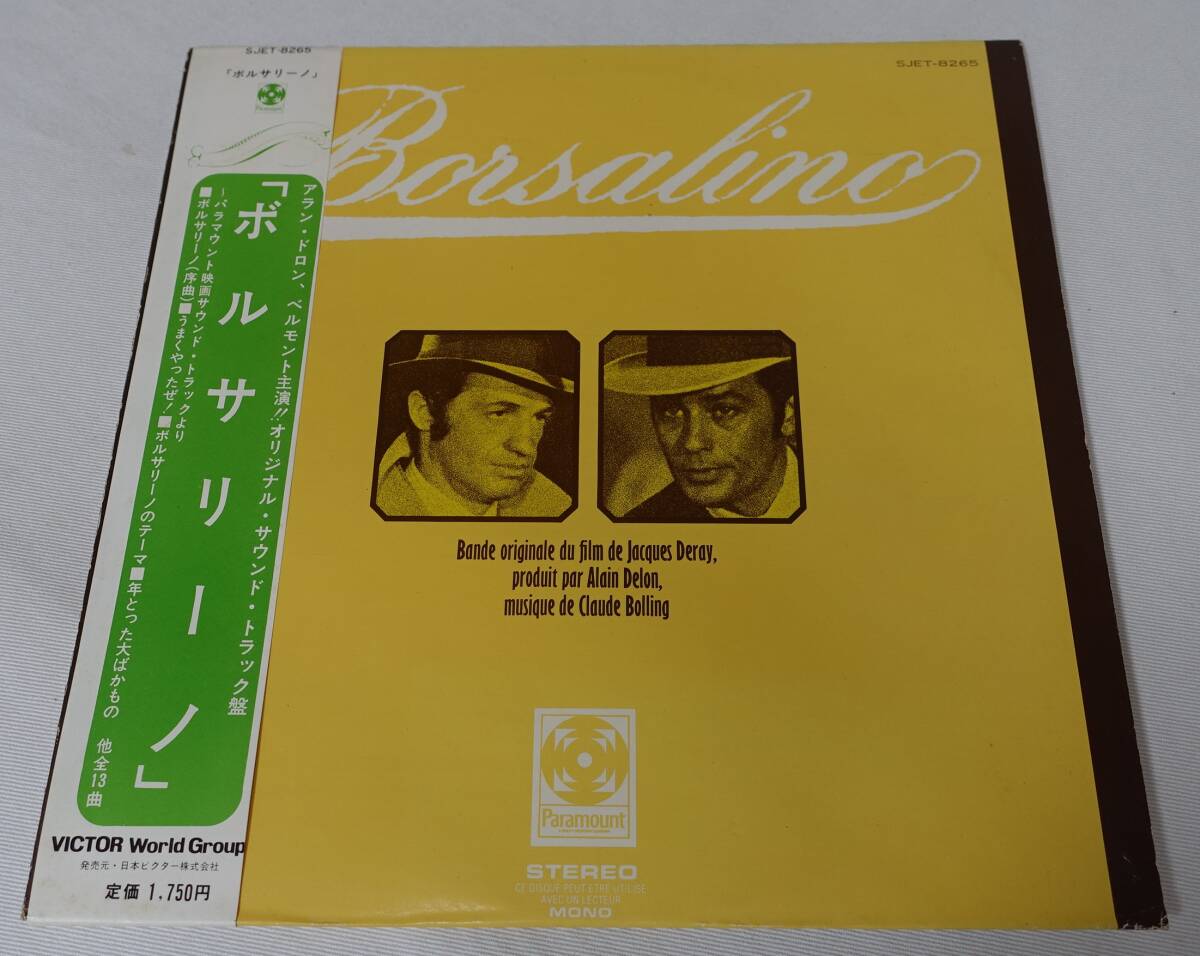 SJET-8265
「ボルサリーノ」
Paramount
アラン・ドロン、ベルモント主演!!オリジナル・サウンド・トラック盤
「ボルサリーノ」
~パラマウント映画サウンド・トラックより
■ボルサリーノ(序曲)■うまくやったぜ!■ボルサリーノのテーマ■年とった大ばかもの 他全13曲
VICTOR World Group
発売元・日本ビクター株式会社
定価 1,750円
SJET-8265
Borsalino
Bande originale du film de Jacques Deray,
produit par Alain Delon,
musique de Claude Bolling
Paramount
STEREO
CE DISQUE PEUT ETRE UTILISE
AVEC UN LECTEUR
MONO